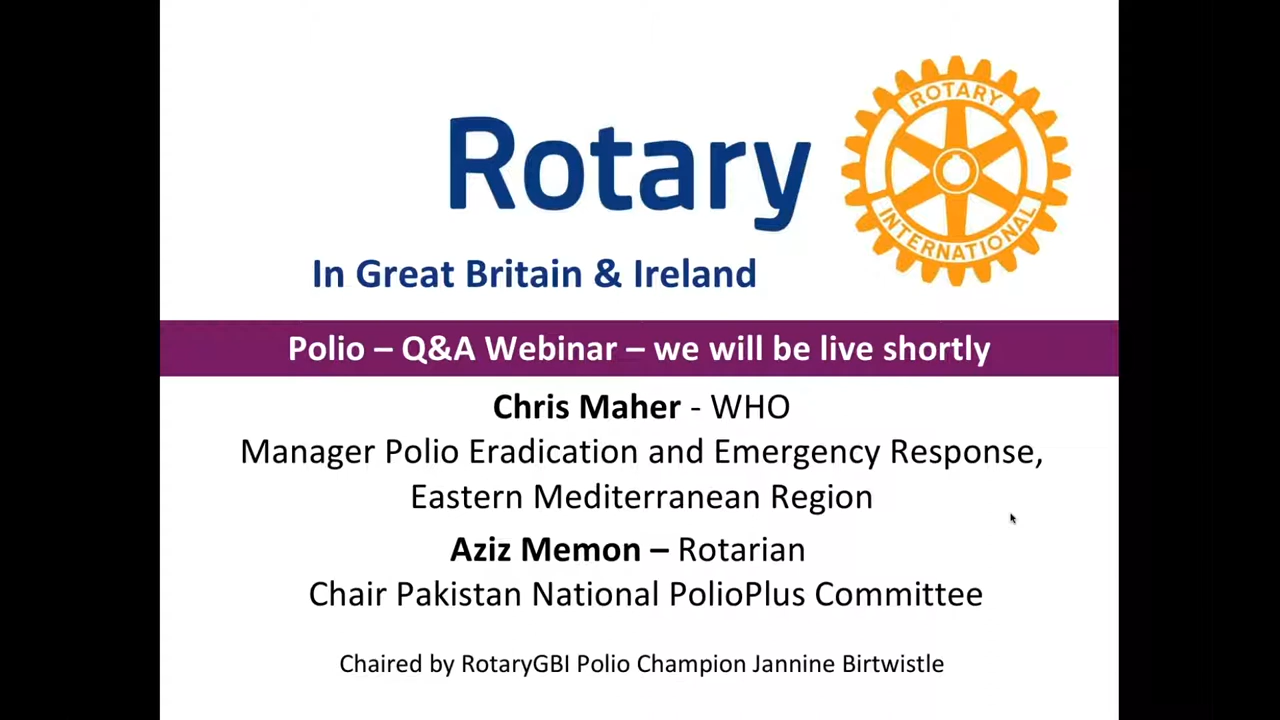 Rotary
ROTARY
INTERNATIONAL
In Great Britain & Ireland
Polio – Q&A Webinar – we will be live shortly
Chris Maher - WHO
Manager Polio Eradication and Emergency Response,
Eastern Mediterranean Region
Aziz Memon – Rotarian
Chair Pakistan National PolioPlus Committee
Chaired by RotaryGBI Polio Champion Jannine Birtwistle